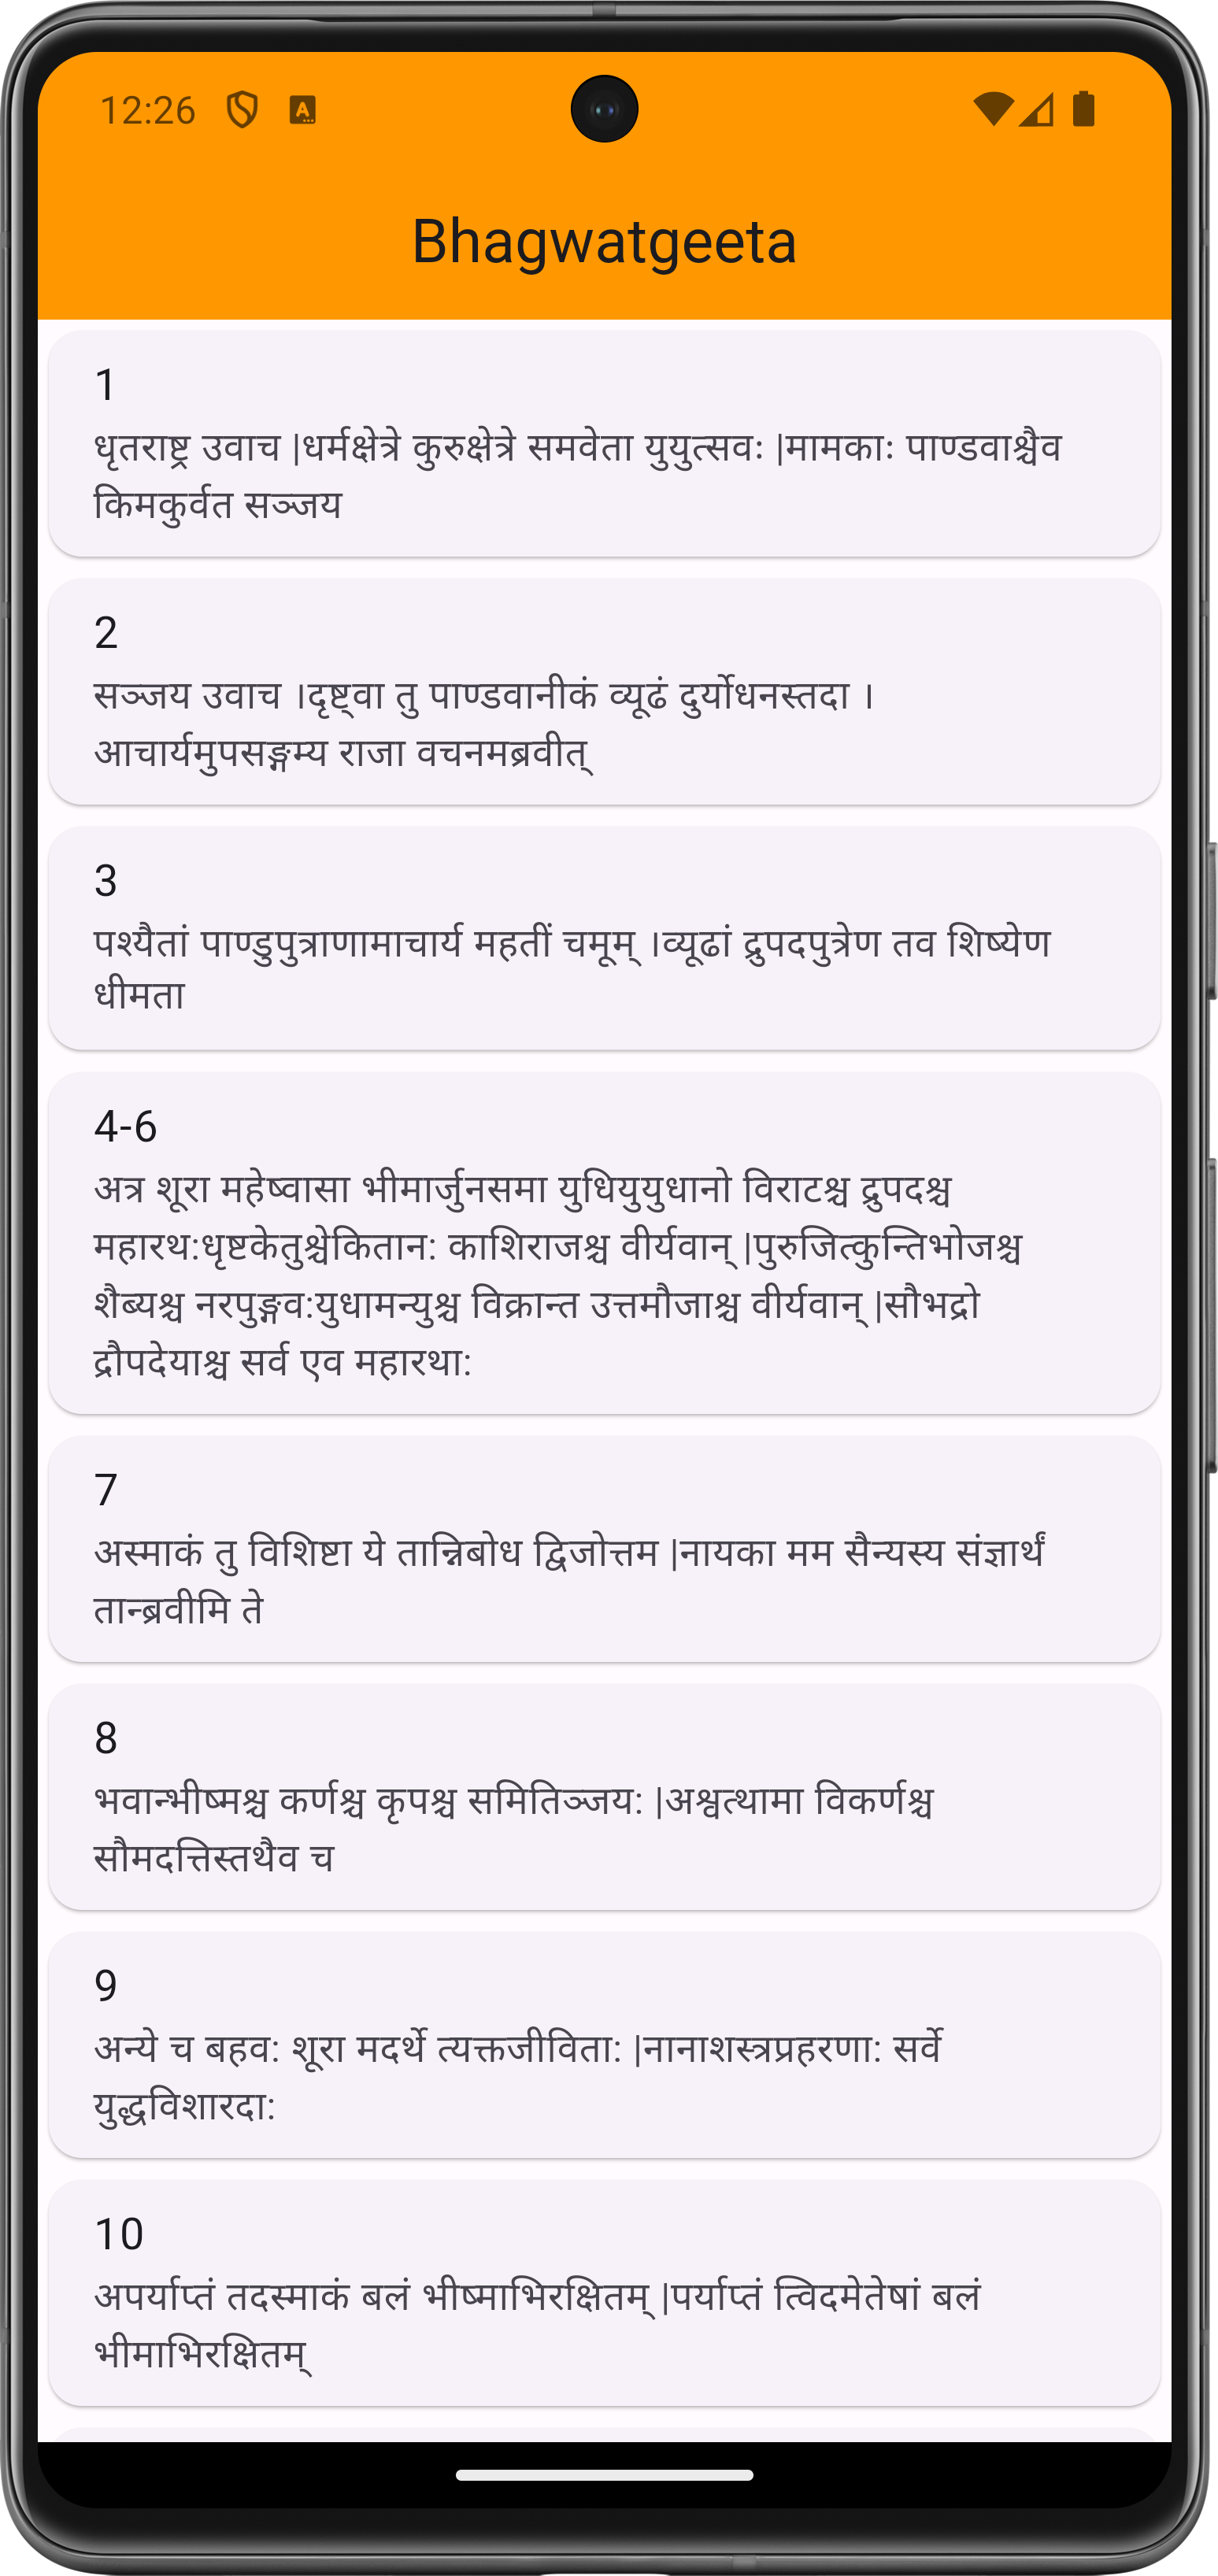 12:26
Bhagwatgeeta
1
धृतराष्ट्र उवाच |धर्मक्षेत्रे कुरुक्षेत्रे समवेता युयुत्सवः |मामकाः पाण्डवाश्चैव
किमकुर्वत सञ्जय
2
सञ्जय उवाच ।दृष्ट्वा तु पाण्डवानीकं व्यूढं दुर्योधनस्तदा ।
आचार्यमुपसङ्गम्य राजा वचनमब्रवीत्
3
पश्यैतां पाण्डुपुत्राणामाचार्य महतीं चमूम् ।व्यूढां द्रुपदपुत्रेण तव शिष्येण
धीमता
4-6
अत्र शूरा महेष्वासा भीमार्जुनसमा युधियुयुधानो विराटश्च द्रुपदश्च
महारथ:धृष्टकेतुश्चेकितान: काशिराजश्च वीर्यवान् |पुरुजित्कुन्तिभोजश्च
शैब्यश्च नरपुङ्गव:युधामन्युश्च विक्रान्त उत्तमौजाश्च वीर्यवान् |सौभद्रो
द्रौपदेयाश्च सर्व एव महारथा:
7
अस्माकं तु विशिष्टा ये तान्निबोध द्विजोत्तम |नायका मम सैन्यस्य संज्ञार्थं
तान्ब्रवीमि ते
8
भवान्भीष्मश्च कर्णश्च कृपश्च समितिञ्जय: |अश्वत्थामा विकर्णश्च
सौमदत्तिस्तथैव च
9
अन्ये च बहव: शूरा मदर्थे त्यक्तजीविता: |नानाशस्त्रप्रहरणा: सर्वे
युद्धविशारदा:
10
अपर्याप्तं तदस्माकं बलं भीष्माभिरक्षितम् |पर्याप्तं त्विदमेतेषां बलं
भीमाभिरक्षितम्